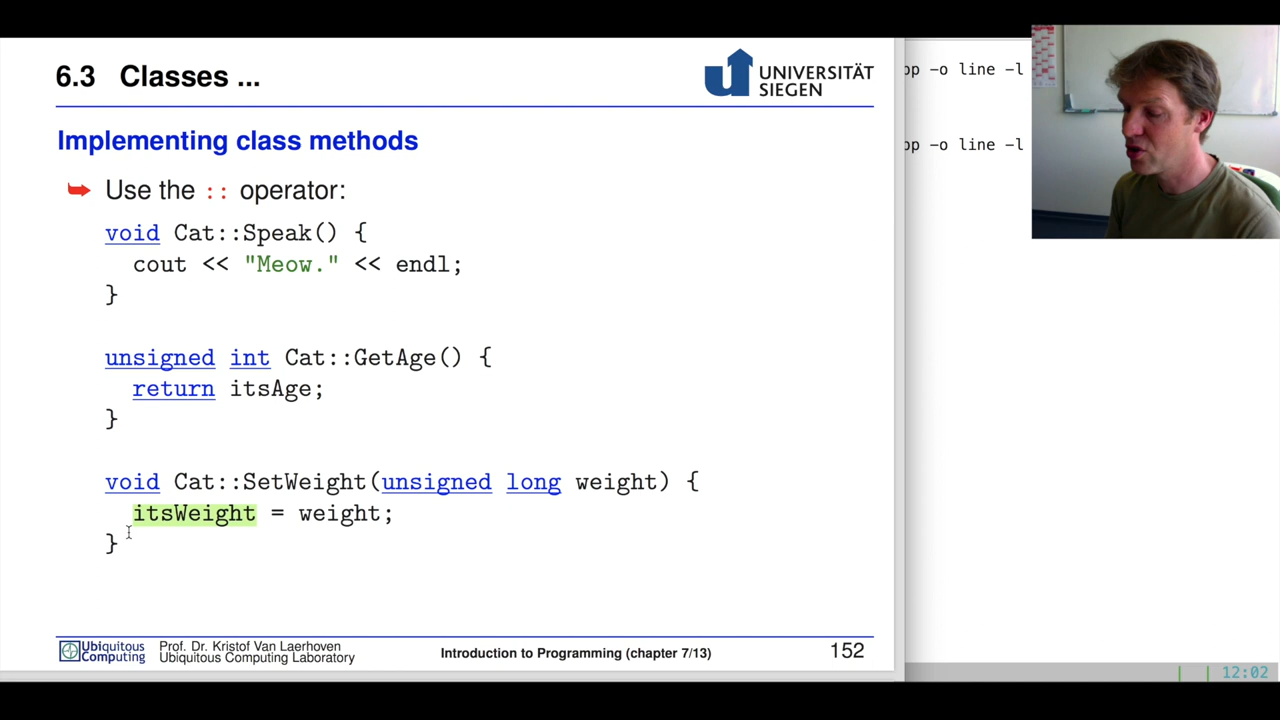 6.3 Classes ...
UNIVERSITÄT
SIEGEN
Implementing class methods
Use the :: operator:
void Cat::Speak() {
cout << "Meow." << endl;
}
unsigned int Cat::GetAge() {
return itsAge;
}
void Cat::SetWeight(unsigned long weight) {
itsWeight = weight;
}
Ubiquitous
Computing
Prof. Dr. Kristof Van Laerhoven
Ubiquitous Computing Laboratory
Introduction to Programming (chapter 7/13)
152
pp -o line -l
pp -o line -l
12:02